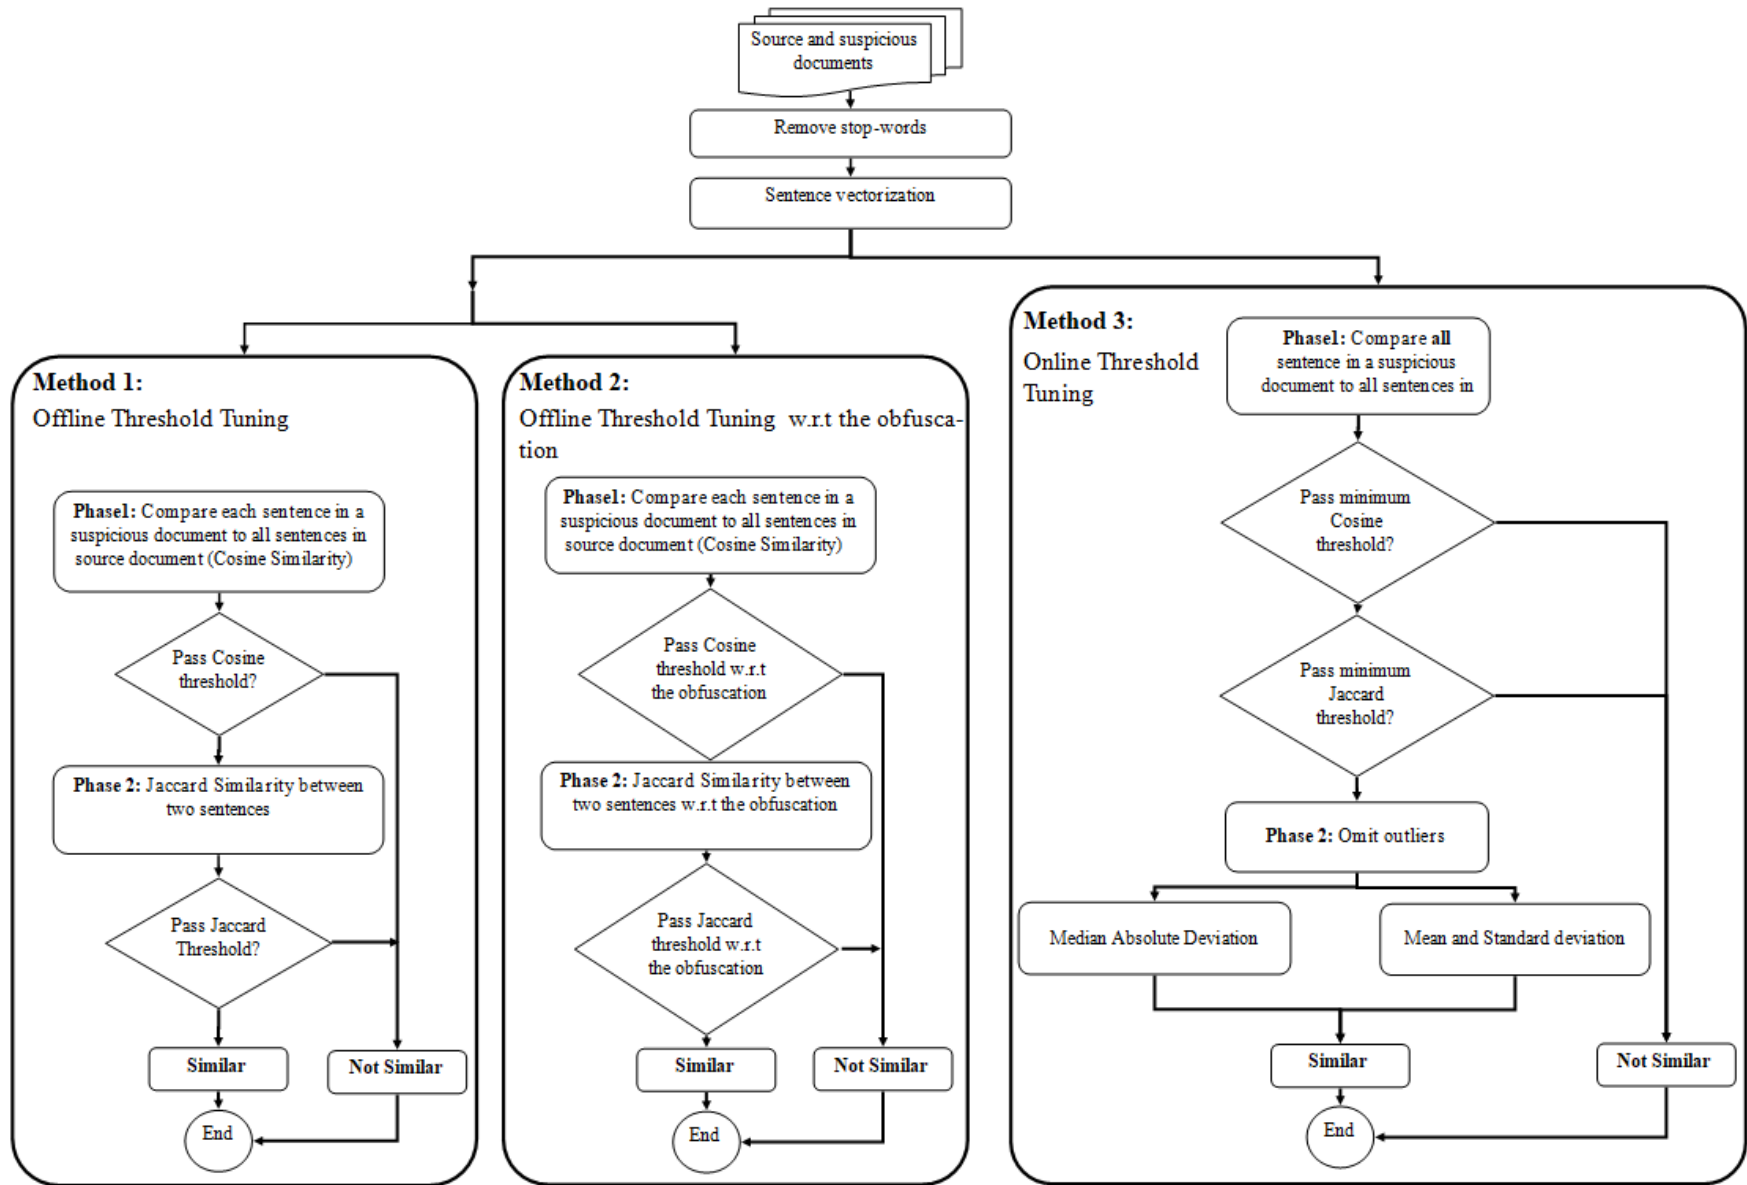 Source and suspicious
documents
Remove stop-words
Sentence vectorization
Method 1:
Offline Threshold Tuning
Phase1: Compare each sentence in a
suspicious document to all sentences in
source document (Cosine Similarity)
Pass Cosine
threshold?
Phase 2: Jaccard Similarity between
two sentences
Pass Jaccard
Threshold?
Similar
Not Similar
End
Method 2:
Offline Threshold Tuning w.r.t the obfusca-
tion
Phase1: Compare each sentence in a
suspicious document to all sentences in
source document (Cosine Similarity)
Pass Cosine
threshold w.r.t
the obfuscation
Phase 2: Jaccard Similarity between
two sentences w.r.t the obfuscation
Pass Jaccard
threshold w.r.t
the obfuscation
Similar
Not Similar
End
Method 3:
Online Threshold
Tuning
Phase1: Compare all
sentence in a suspicious
document to all sentences in
Pass minimum
Cosine
threshold?
Pass minimum
Jaccard
threshold?
Phase 2: Omit outliers
Median Absolute Deviation
Mean and Standard deviation
Similar
Not Similar
End